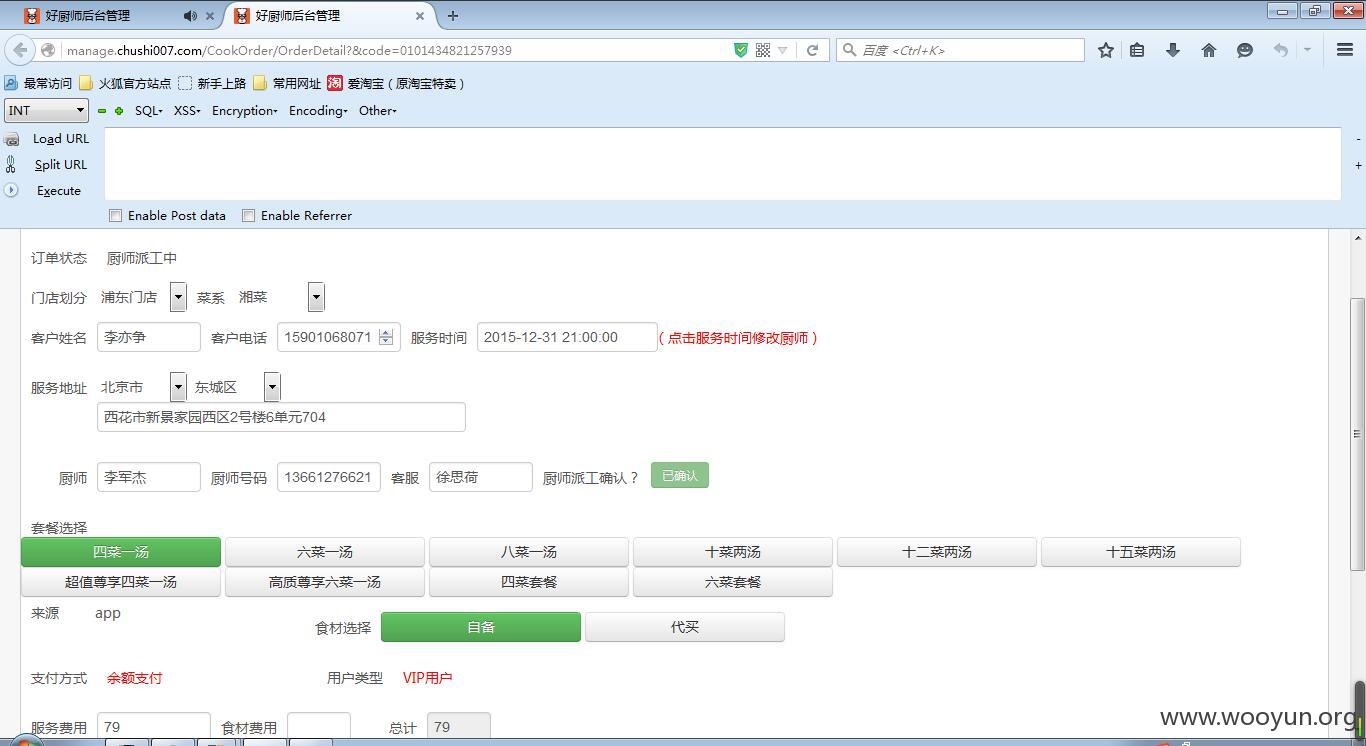 好厨师后台管理 好厨师后台管理
manage.chushi007.com/CookOrder/OrderDetail?&code=0101434821257939 百度 <Ctrl+K>
最常访问 火狐官方站点 新手上路 常用网址 淘 爱淘宝（原淘宝特卖）
INT SQL XSS Encryption Encoding Other
Load URL
Split URL
Execute
Enable Post data Enable Referrer
订单状态 厨师派工中
门店划分 浦东门店 菜系 湘菜
客户姓名 李亦争 客户电话 15901068071 服务时间 2015-12-31 21:00:00 (点击服务时间修改厨师)
服务地址 北京市 东城区
西花市新景家园西区2号楼6单元704
厨师 李军杰 厨师号码 13661276621 客服 徐思荷 厨师派工确认？ 已确认
套餐选择
四菜一汤 六菜一汤 八菜一汤 十菜两汤 十二菜两汤 十五菜两汤
超值尊享四菜一汤 高质尊享六菜一汤 四菜套餐 六菜套餐
来源 app
食材选择 自备 代买
支付方式 余额支付 用户类型 VIP用户
服务费用 79 食材费用 总计 79
www.wooyun.org